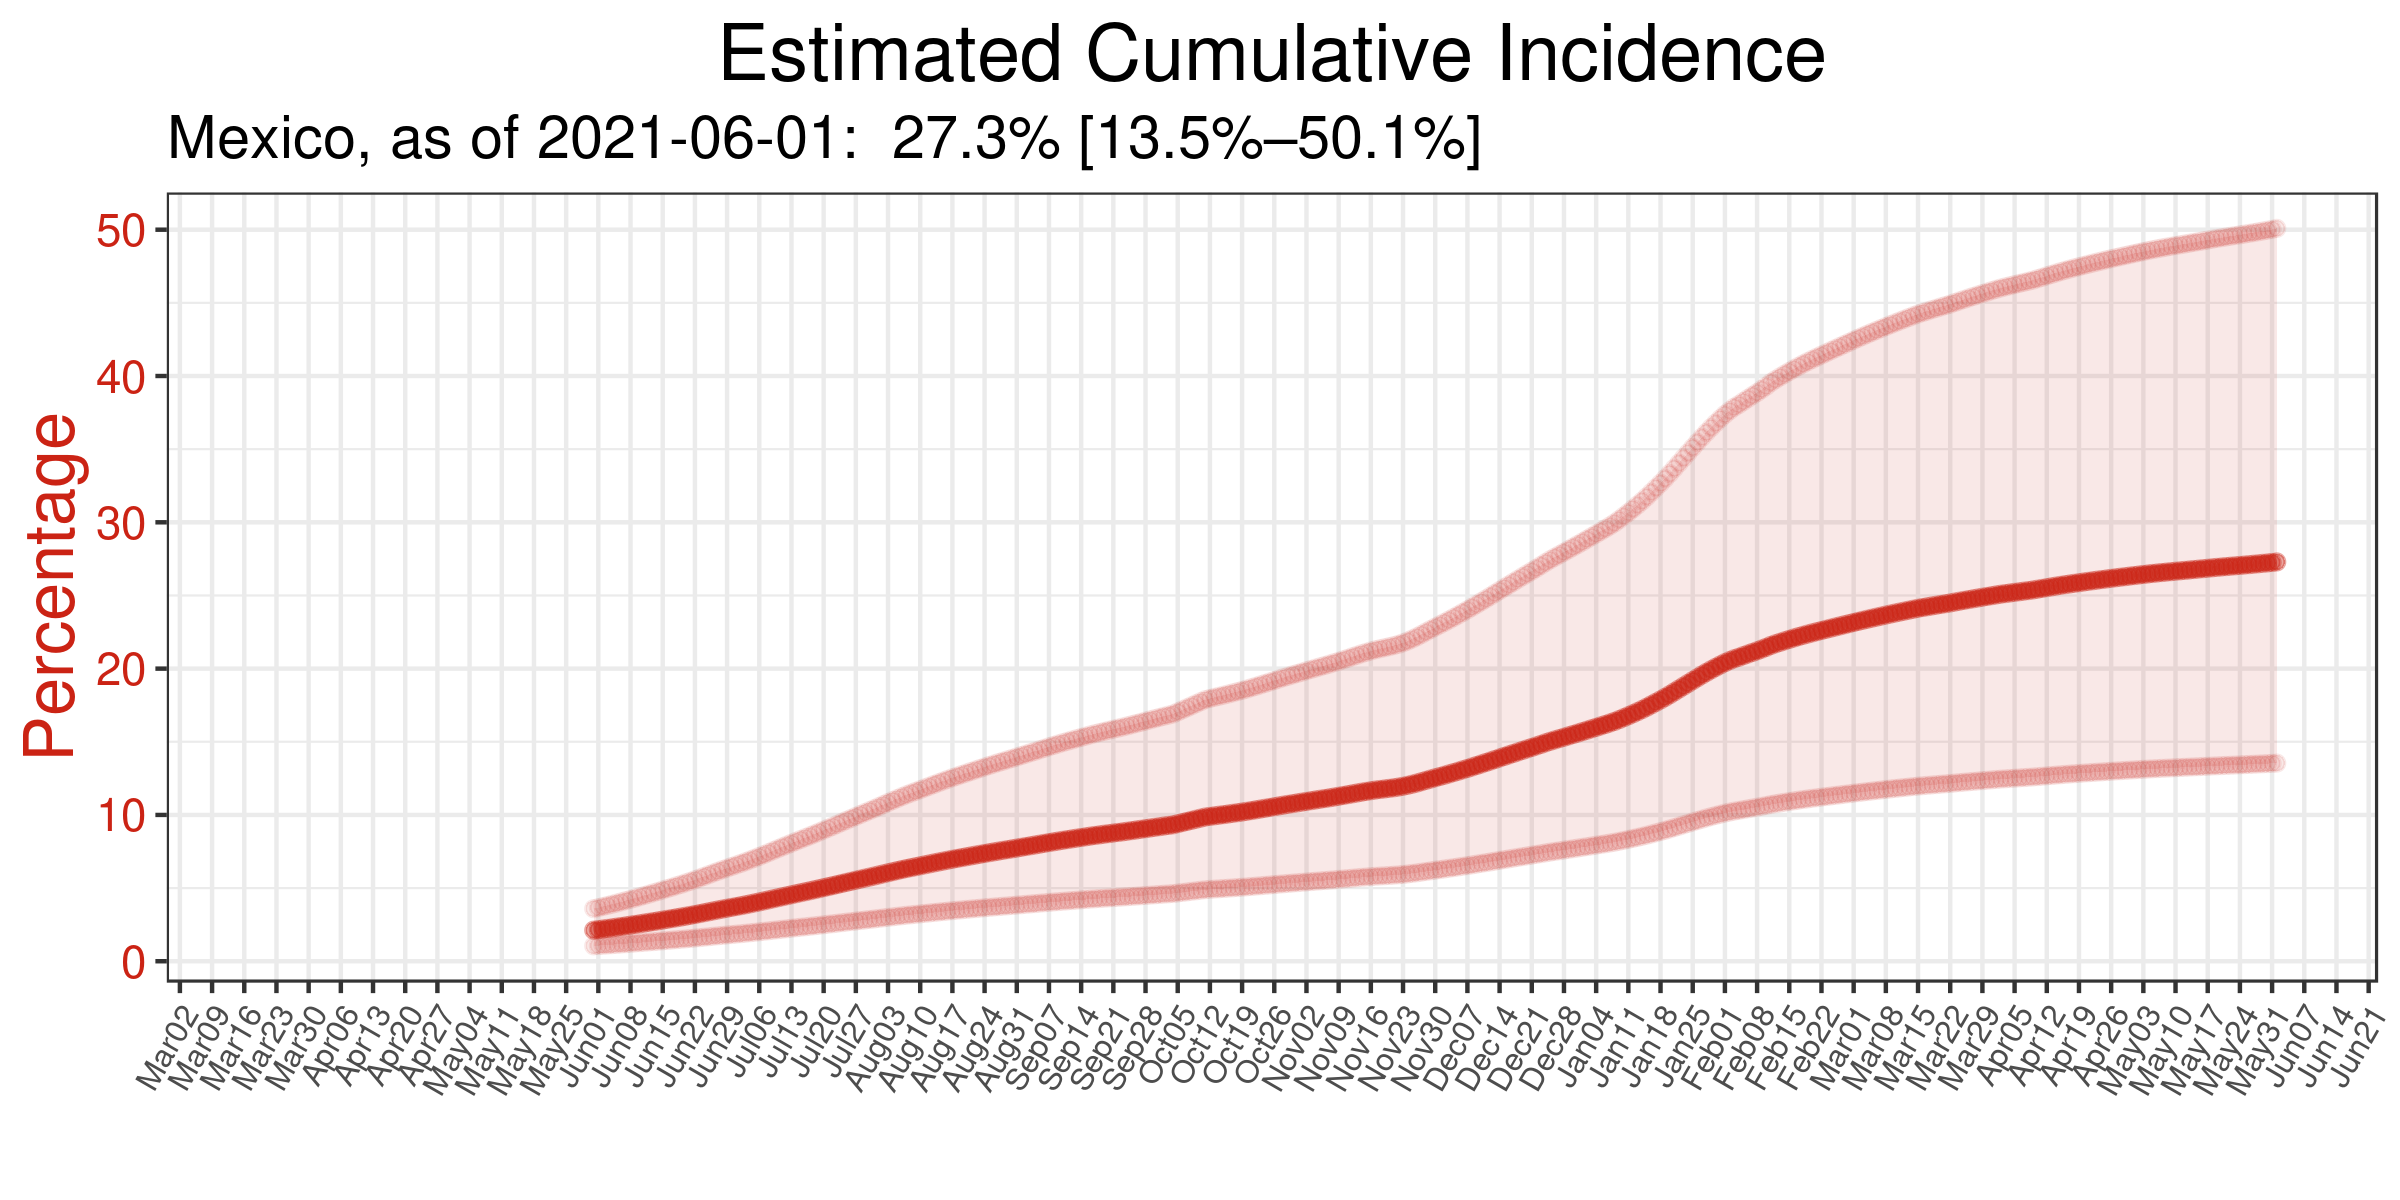 Estimated Cumulative Incidence
Mexico, as of 2021-06-01:  27.3% [13.5%–50.1%]
Percentage
50
40
30
20
10
0
Mar02
Mar09
Mar16
Mar23
Mar30
Apr06
Apr13
Apr20
Apr27
May04
May11
May18
May25
Jun01
Jun08
Jun15
Jun22
Jun29
Jul06
Jul13
Jul20
Jul27
Aug03
Aug10
Aug17
Aug24
Aug31
Sep07
Sep14
Sep21
Sep28
Oct05
Oct12
Oct19
Oct26
Nov02
Nov09
Nov16
Nov23
Nov30
Dec07
Dec14
Dec21
Dec28
Jan04
Jan11
Jan18
Jan25
Feb01
Feb08
Feb15
Feb22
Mar01
Mar08
Mar15
Mar22
Mar29
Apr05
Apr12
Apr19
Apr26
May03
May10
May17
May24
May31
Jun07
Jun14
Jun21